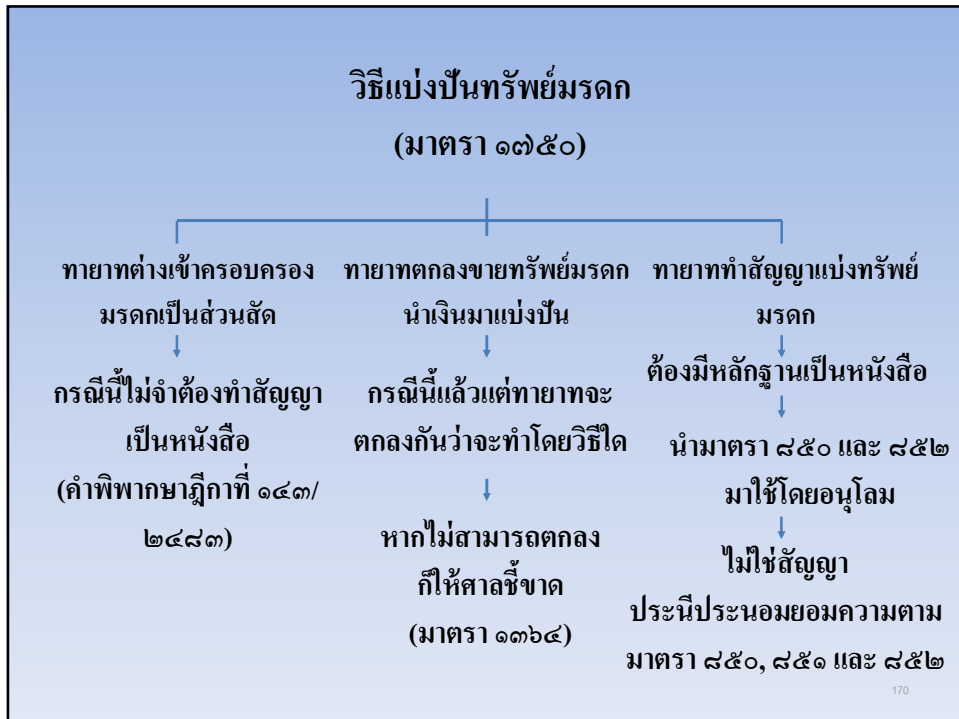 วิธีแบ่งปันทรัพย์มรดก
(มาตรา ๑๗๕๐)
ทายาทต่างเข้าครอบครอง
มรดกเป็นส่วนสัด
กรณีนี้ไม่จำต้องทำสัญญา
เป็นหนังสือ
(คำพิพากษาฎีกาที่ ๑๔๓/
๒๔๘๓)
ทายาทตกลงขายทรัพย์มรดก
นำเงินมาแบ่งปัน
กรณีนี้แล้วแต่ทายาทจะ
ตกลงกันว่าจะทำโดยวิธีใด
หากไม่สามารถตกลง
ก็ให้ศาลชี้ขาด
(มาตรา ๑๓๖๔)
ทายาททำสัญญาแบ่งทรัพย์
มรดก
ต้องมีหลักฐานเป็นหนังสือ
นำมาตรา ๘๕๐ และ ๘๕๒
มาใช้โดยอนุโลม
ไม่ใช่สัญญา
ประนีประนอมยอมความตาม
มาตรา ๘๕๐, ๘๕๑ และ ๘๕๒
170